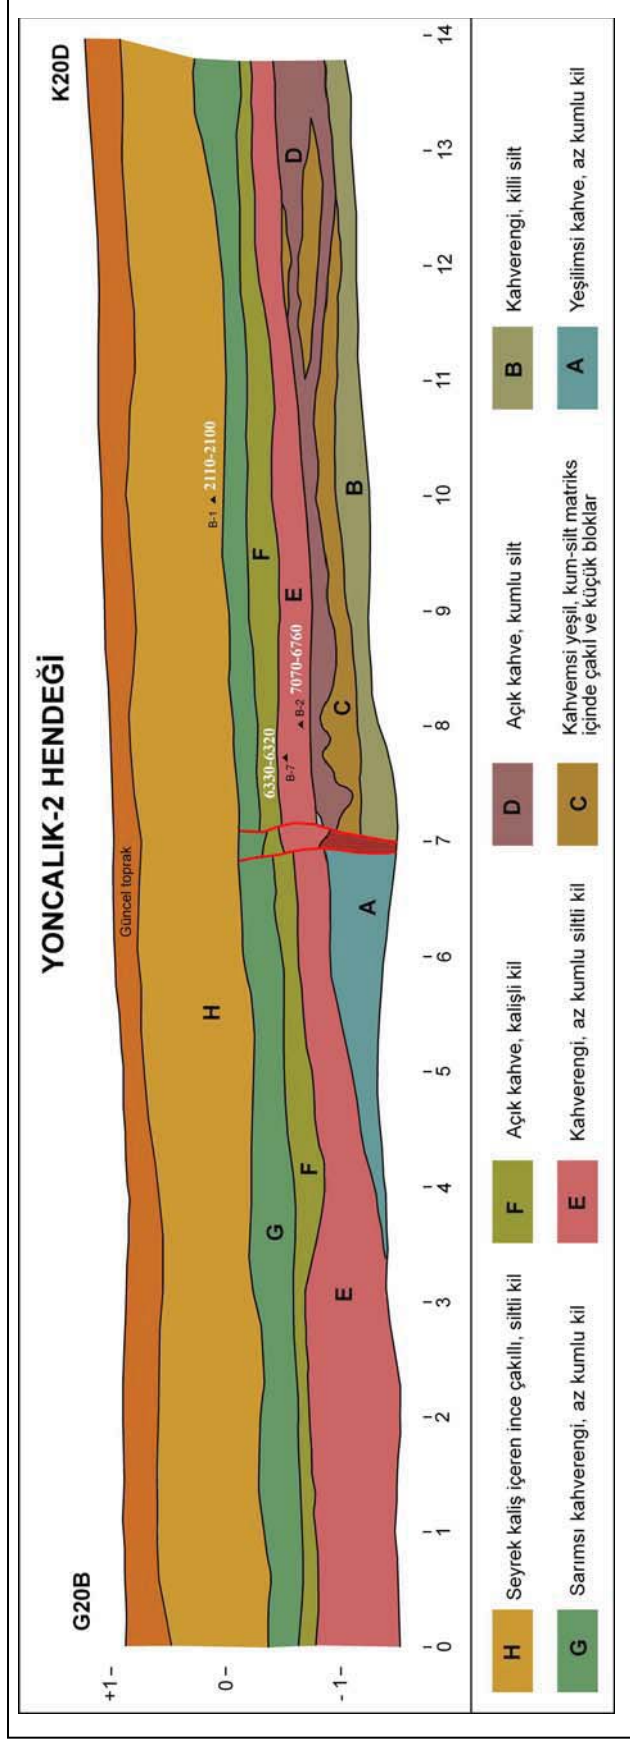 YONCALIK-2 HENDEĞİ
G20B
K20D
+1
0
- 1
Güncel toprak
H
B-1 ▲ 2110-2100
G
F
F
6330-6320
B-7 ▲
▲ B-2 7070-6760
E
E
D
C
B
A
0 1 2 3 4 5 6 7 8 9 10 11 12 13 14
H Seyrek kaliş içeren ince çakıllı, siltli kil
F Açık kahve, kalişli kil
D Açık kahve, kumlu silt
B Kahverengi, killi silt
G Sarımsı kahverengi, az kumlu kil
E Kahverengi, az kumlu siltli kil
C Kahvemsi yeşil, kum-silt matriks
içinde çakıl ve küçük bloklar
A Yeşilimsi kahve, az kumlu kil